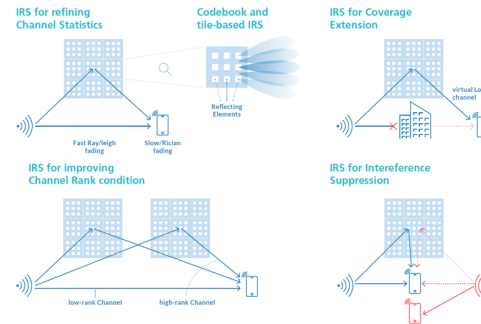 IRS for refining
Channel Statistics
Codebook and
tile-based IRS
IRS for Coverage
Extension
Reflecting
Elements
virtual Lo
channel
Fast Ray/leigh
fading
Slow/Rician
fading
IRS for improving
Channel Rank condition
IRS for Intereference
Suppression
low-rank Channel
high-rank Channel